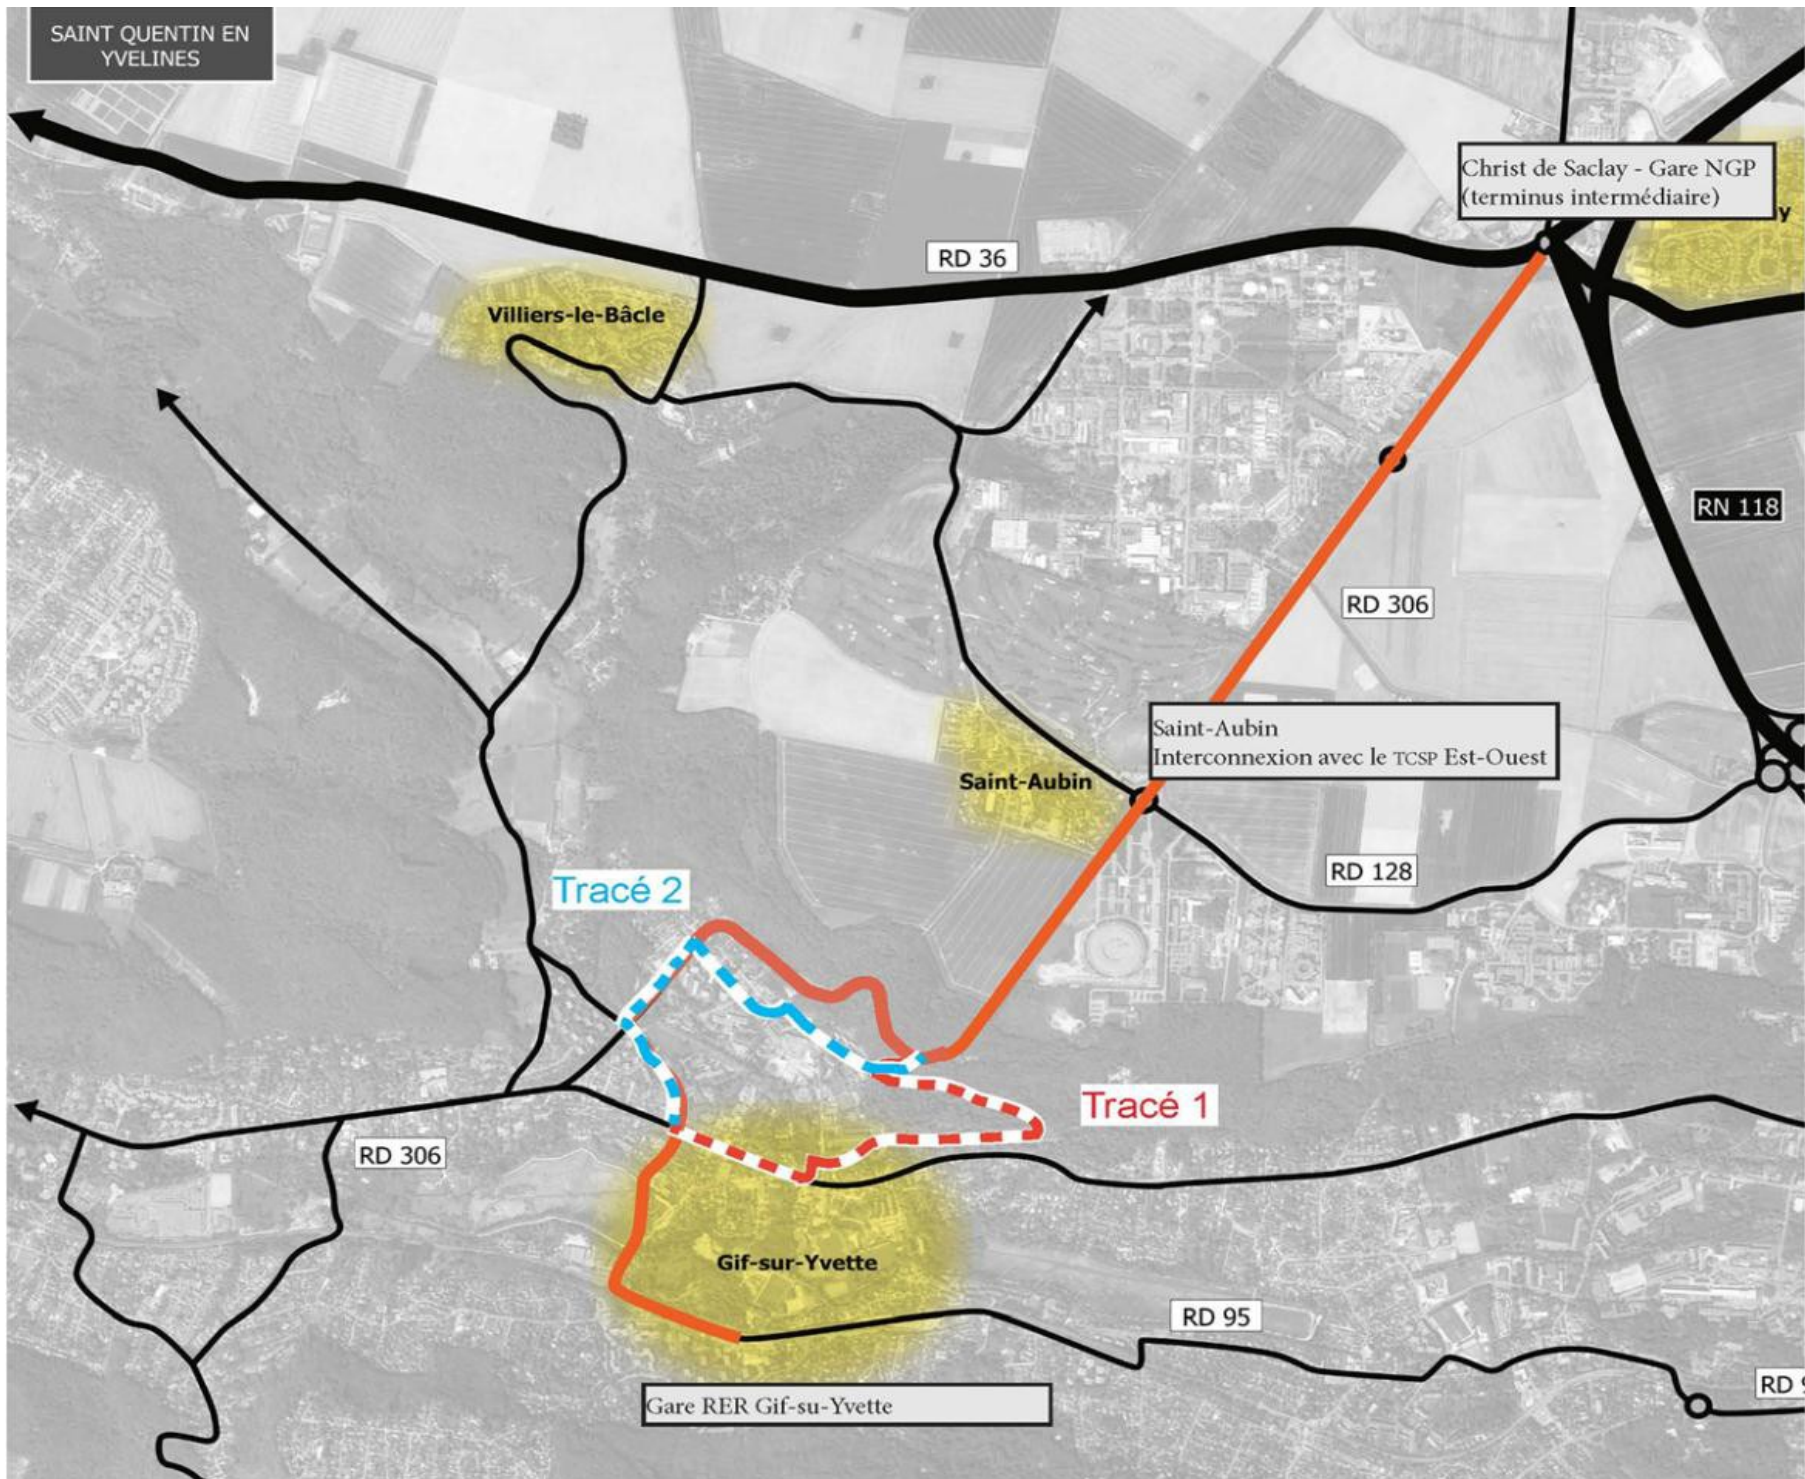 SAINT QUENTIN EN
YVELINES
Christ de Saclay - Gare NGP
(terminus intermédiaire)
y
RD 36
Villiers-le-Bâcle
RN 118
RD 306
Saint-Aubin
Interconnexion avec le TCSP Est-Ouest
Saint-Aubin
RD 128
Tracé 2
Tracé 1
RD 306
Gif-sur-Yvette
RD 95
RD 9
Gare RER Gif-su-Yvette